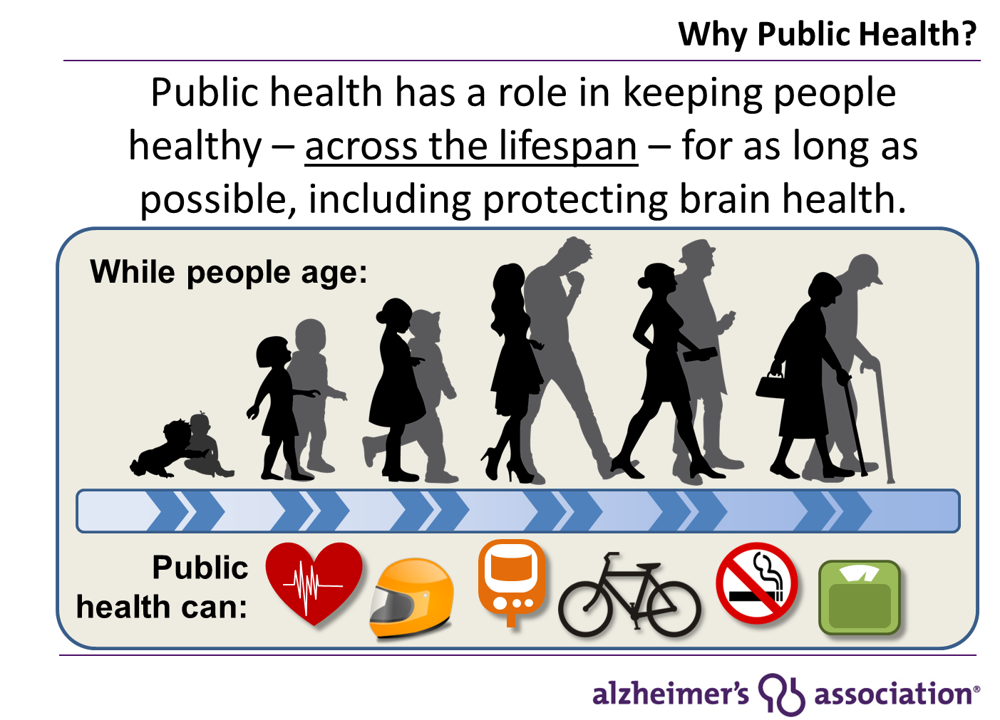 Why Public Health?
Public health has a role in keeping people
healthy – across the lifespan – for as long as
possible, including protecting brain health.
While people age:
Public
health can:
alzheimer's association®